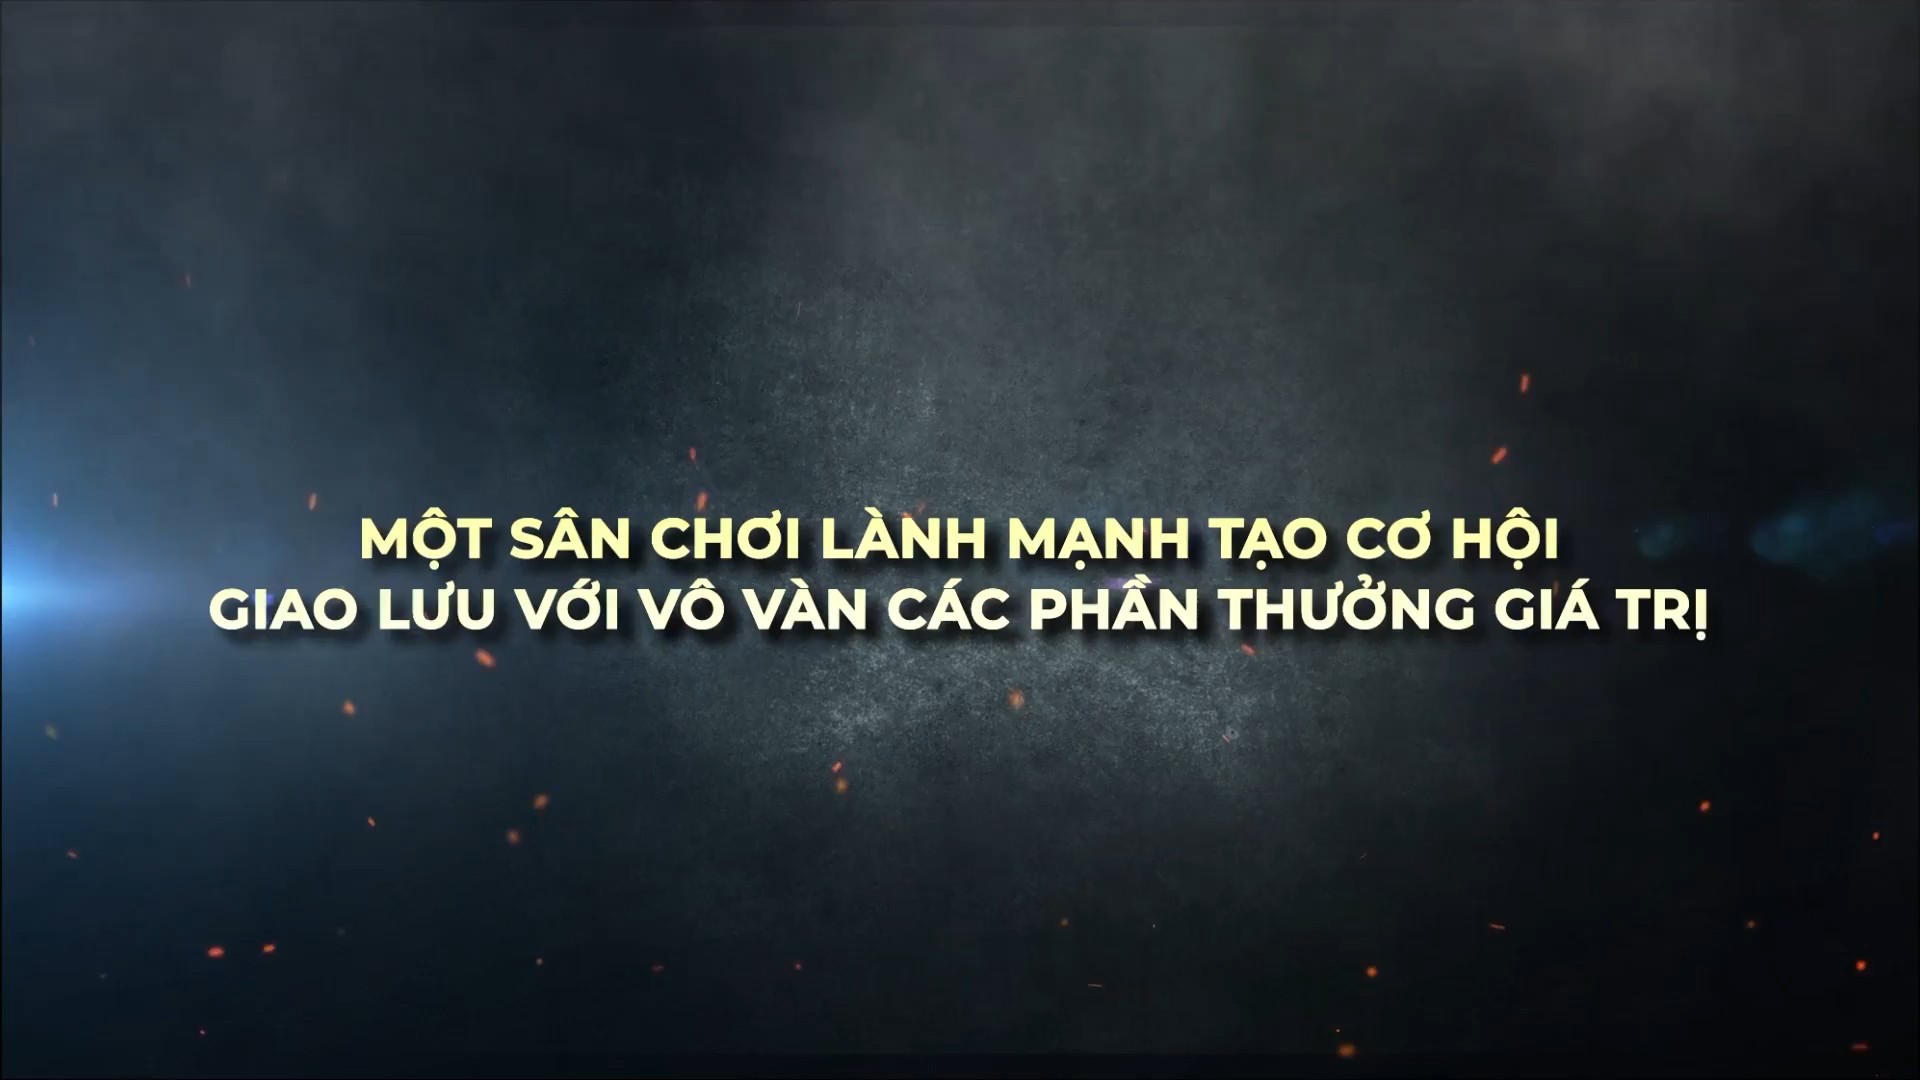 MỘT SÂN CHƠI LÀNH MẠNH TẠO CƠ HỘI
GIAO LƯU VỚI VÔ VÀN CÁC PHẦN THƯỞNG GIÁ TRỊ